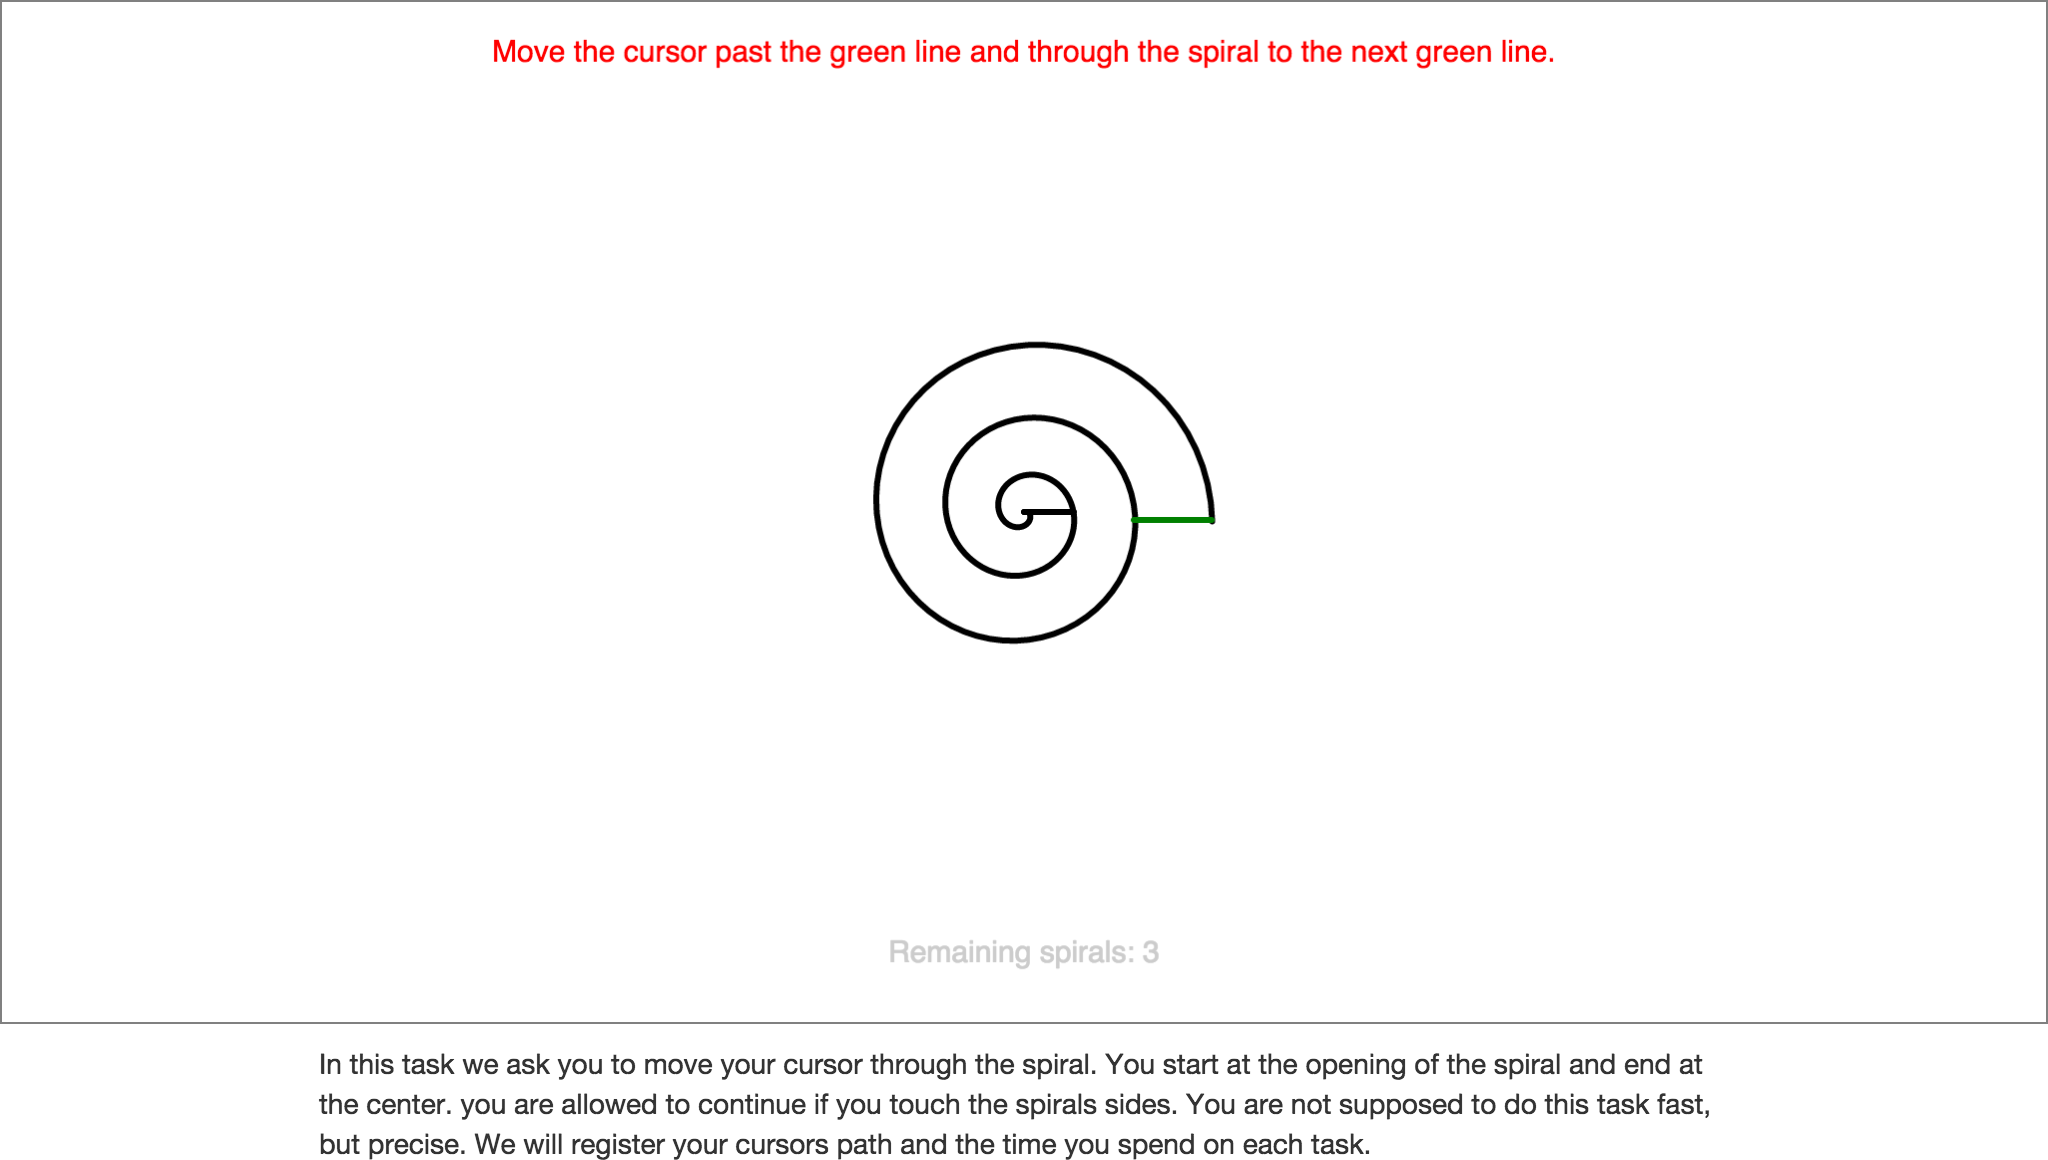 Move the cursor past the green line and through the spiral to the next green line.
Remaining spirals: 3
In this task we ask you to move your cursor through the spiral. You start at the opening of the spiral and end at
the center. you are allowed to continue if you touch the spirals sides. You are not supposed to do this task fast,
but precise. We will register your cursors path and the time you spend on each task.